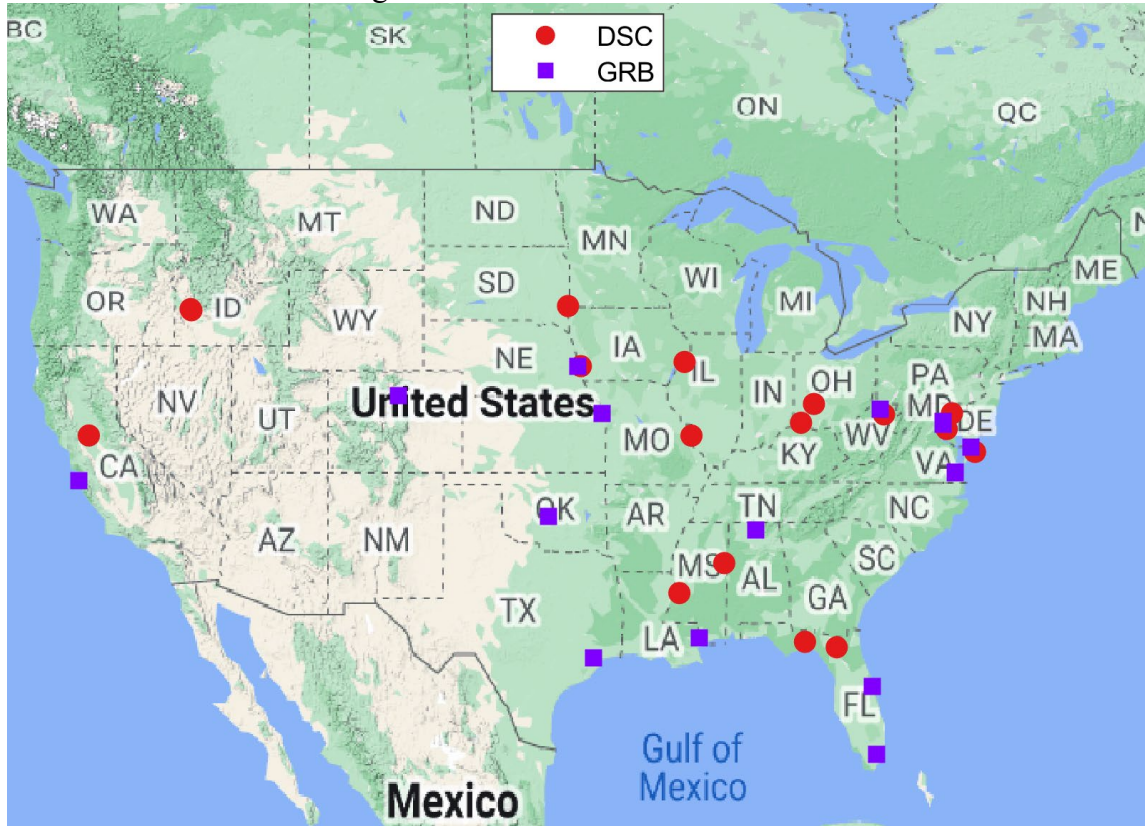 DSC
GRB
BC
SK
ON
QC
WA
MT
ND
MN
OR
ID
SD
WI
MI
ME
NH
NY
MA
WY
NE
IA
IL
IN
OH
PA
MD
DE
NV
UT
United States
MO
KY
WV
VA
CA
AZ
NM
OK
AR
TN
NC
SC
MS
AL
GA
TX
LA
FL
Gulf of
Mexico
Mexico